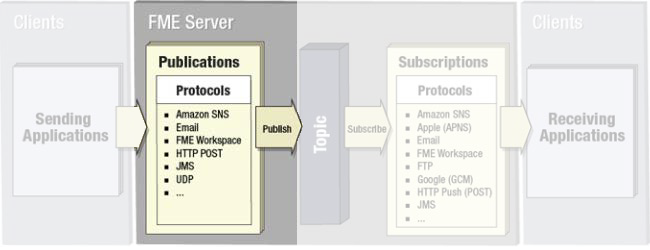 Clients
FME Server
Clients
Sending
Applications
Publications
Protocols
Amazon SNS
Email
FME Workspace
HTTP POST
JMS
UDP
...
Publish
Topic
Subscribe
Subscriptions
Protocols
Amazon SNS
Apple (APNS)
Email
FME Workspace
FTP
Google (GCM)
HTTP Push (POST)
JMS
...
Receiving
Applications